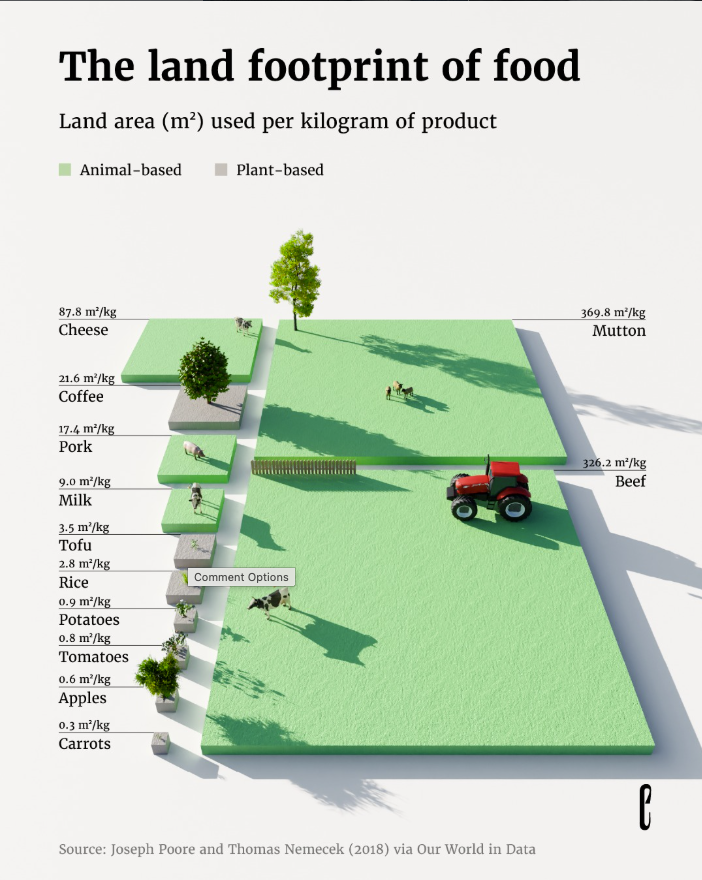 The land footprint of food
Land area (m²) used per kilogram of product
Animal-based
Plant-based
87.8 m²/kg
Cheese
21.6 m²/kg
Coffee
17.4 m²/kg
Pork
9.0 m²/kg
Milk
3.5 m²/kg
Tofu
2.8 m²/kg
Rice
0.9 m²/kg
Potatoes
0.8 m²/kg
Tomatoes
0.6 m²/kg
Apples
0.3 m²/kg
Carrots
369.8 m²/kg
Mutton
326.2 m²/kg
Beef
Comment Options
e
Source: Joseph Poore and Thomas Nemecek (2018) via Our World in Data